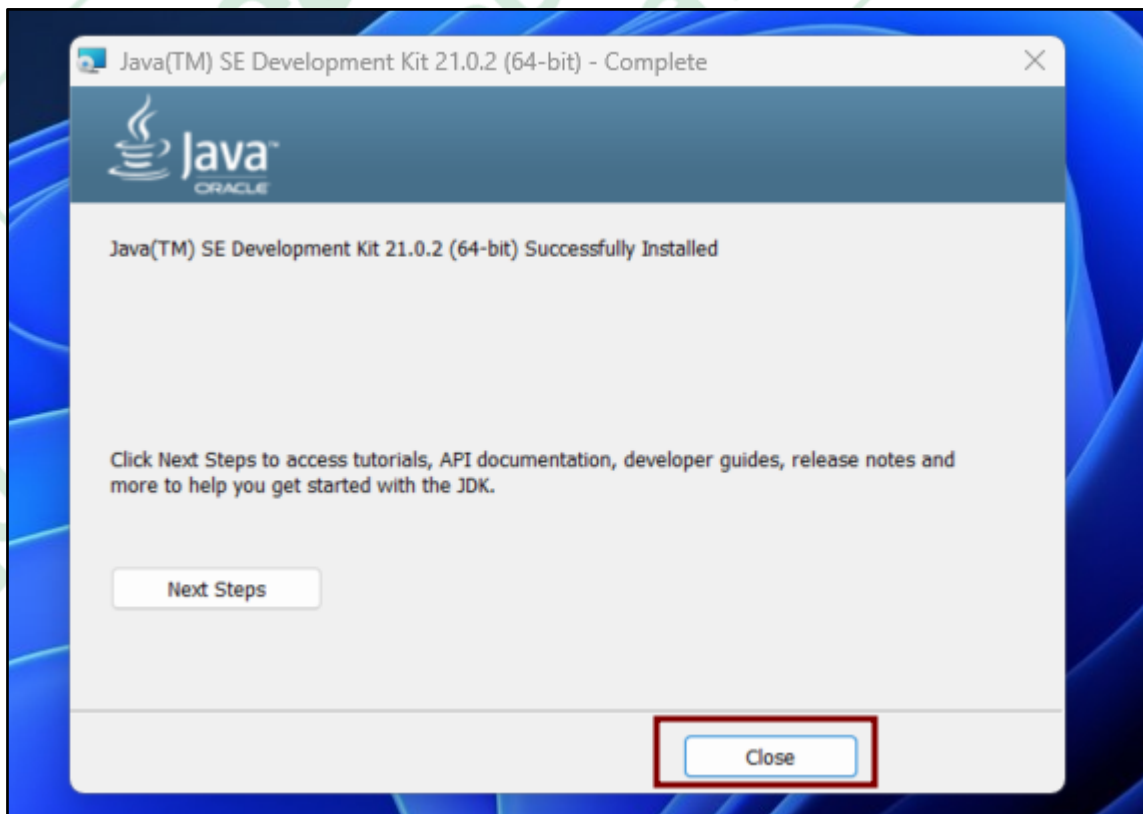 Java(TM) SE Development Kit 21.0.2 (64-bit) - Complete
Java™
ORACLE
Java(TM) SE Development Kit 21.0.2 (64-bit) Successfully Installed
Click Next Steps to access tutorials, API documentation, developer guides, release notes and
more to help you get started with the JDK.
Next Steps
Close